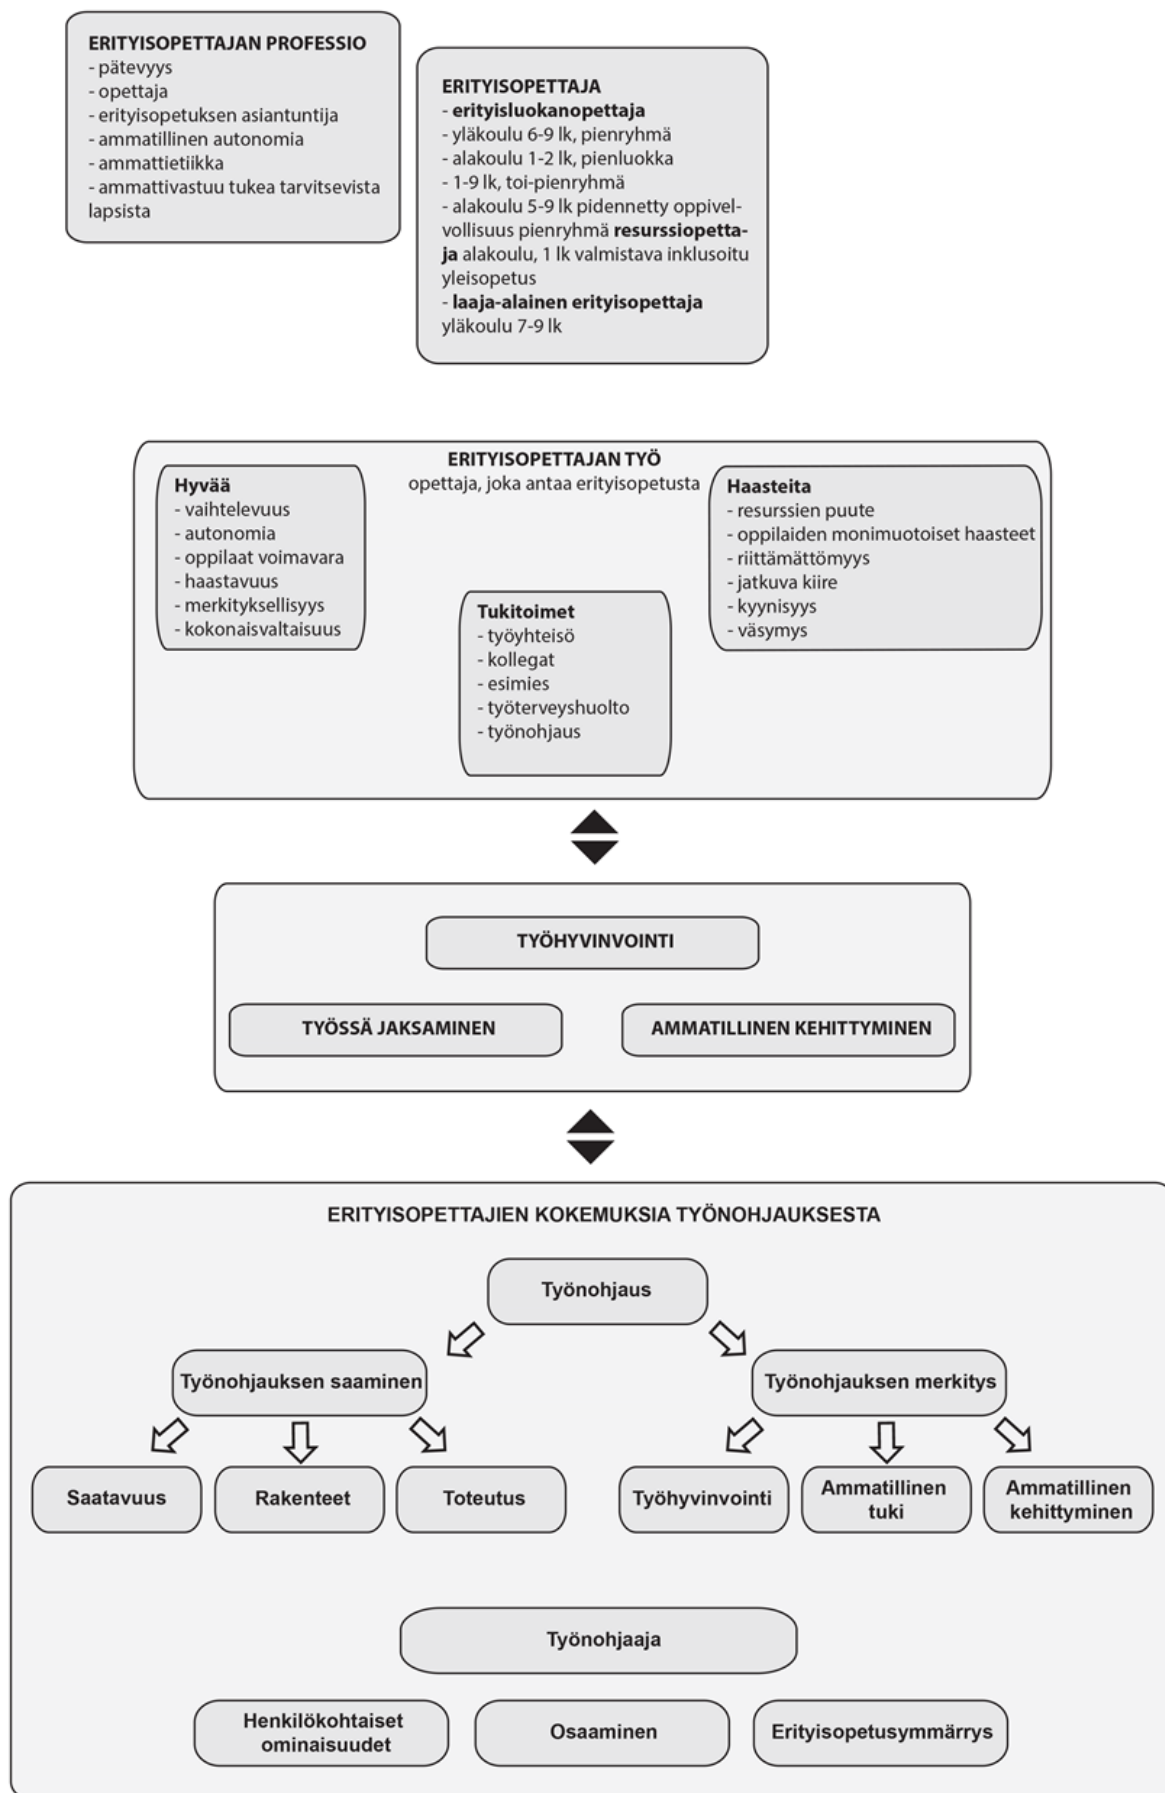 ERITYISOPETTAJAN PROFESSIO
- pätevyys
- opettaja
- erityisopetuksen asiantuntija
- ammatillinen autonomia
- ammattietiikka
- ammattivastuu tukea tarvitsevista
lapsista
ERITYISOPETTAJA
- erityisluokanopettaja
- yläkoulu 6-9 lk, pienryhmä
- alakoulu 1-2 lk, pienluokka
- 1-9 lk, toi-pienryhmä
- alakoulu 5-9 lk pidennetty oppivel-
vollisuus pienryhmä resurssiopetta-
ja alakoulu, 1 lk valmistava inklusoitu
yleisopetus
- laaja-alainen erityisopettaja
yläkoulu 7-9 lk
ERITYISOPETTAJAN TYÖ
opettaja, joka antaa erityisopetusta
Hyvää
- vaihtelevuus
- autonomia
- oppilaat voimavara
- haastavuus
- merkityksellisyys
- kokonaisvaltaisuus
Tukitoimet
- työyhteisö
- kollegat
- esimies
- työterveyshuolto
- työnohjaus
Haasteita
- resurssien puute
- oppilaiden monimuotoiset haasteet
- riittämättömyys
- jatkuva kiire
- kyynisyys
- väsymys
TYÖHYVINVOINTI
TYÖSSÄ JAKSAMINEN
AMMATILLINEN KEHITTYMINEN
ERITYISOPETTAJIEN KOKEMUKSIA TYÖNOHJAUKSESTA
Työnohjaus
Työnohjauksen saaminen
Työnohjauksen merkitys
Saatavuus
Rakenteet
Toteutus
Työhyvinvointi
Ammatillinen
tuki
Ammatillinen
kehittyminen
Työnohjaaja
Henkilökohtaiset
ominaisuudet
Osaaminen
Erityisopetusymmärrys